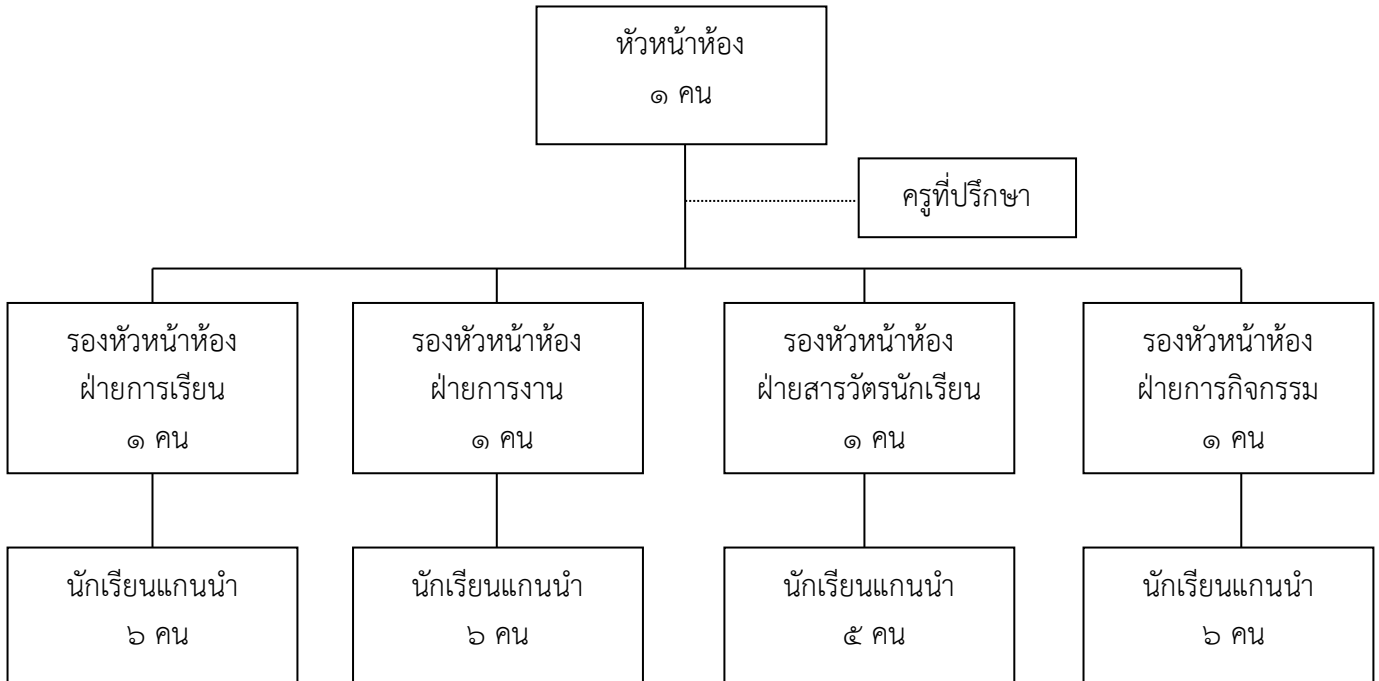 หัวหน้าห้อง
๑ คน
ครูที่ปรึกษา
รองหัวหน้าห้อง
ฝ่ายการเรียน
๑ คน
รองหัวหน้าห้อง
ฝ่ายการงาน
๑ คน
รองหัวหน้าห้อง
ฝ่ายสารวัตรนักเรียน
๑ คน
รองหัวหน้าห้อง
ฝ่ายการกิจกรรม
๑ คน
นักเรียนแกนนำ
๖ คน
นักเรียนแกนนำ
๖ คน
นักเรียนแกนนำ
๕ คน
นักเรียนแกนนำ
๖ คน